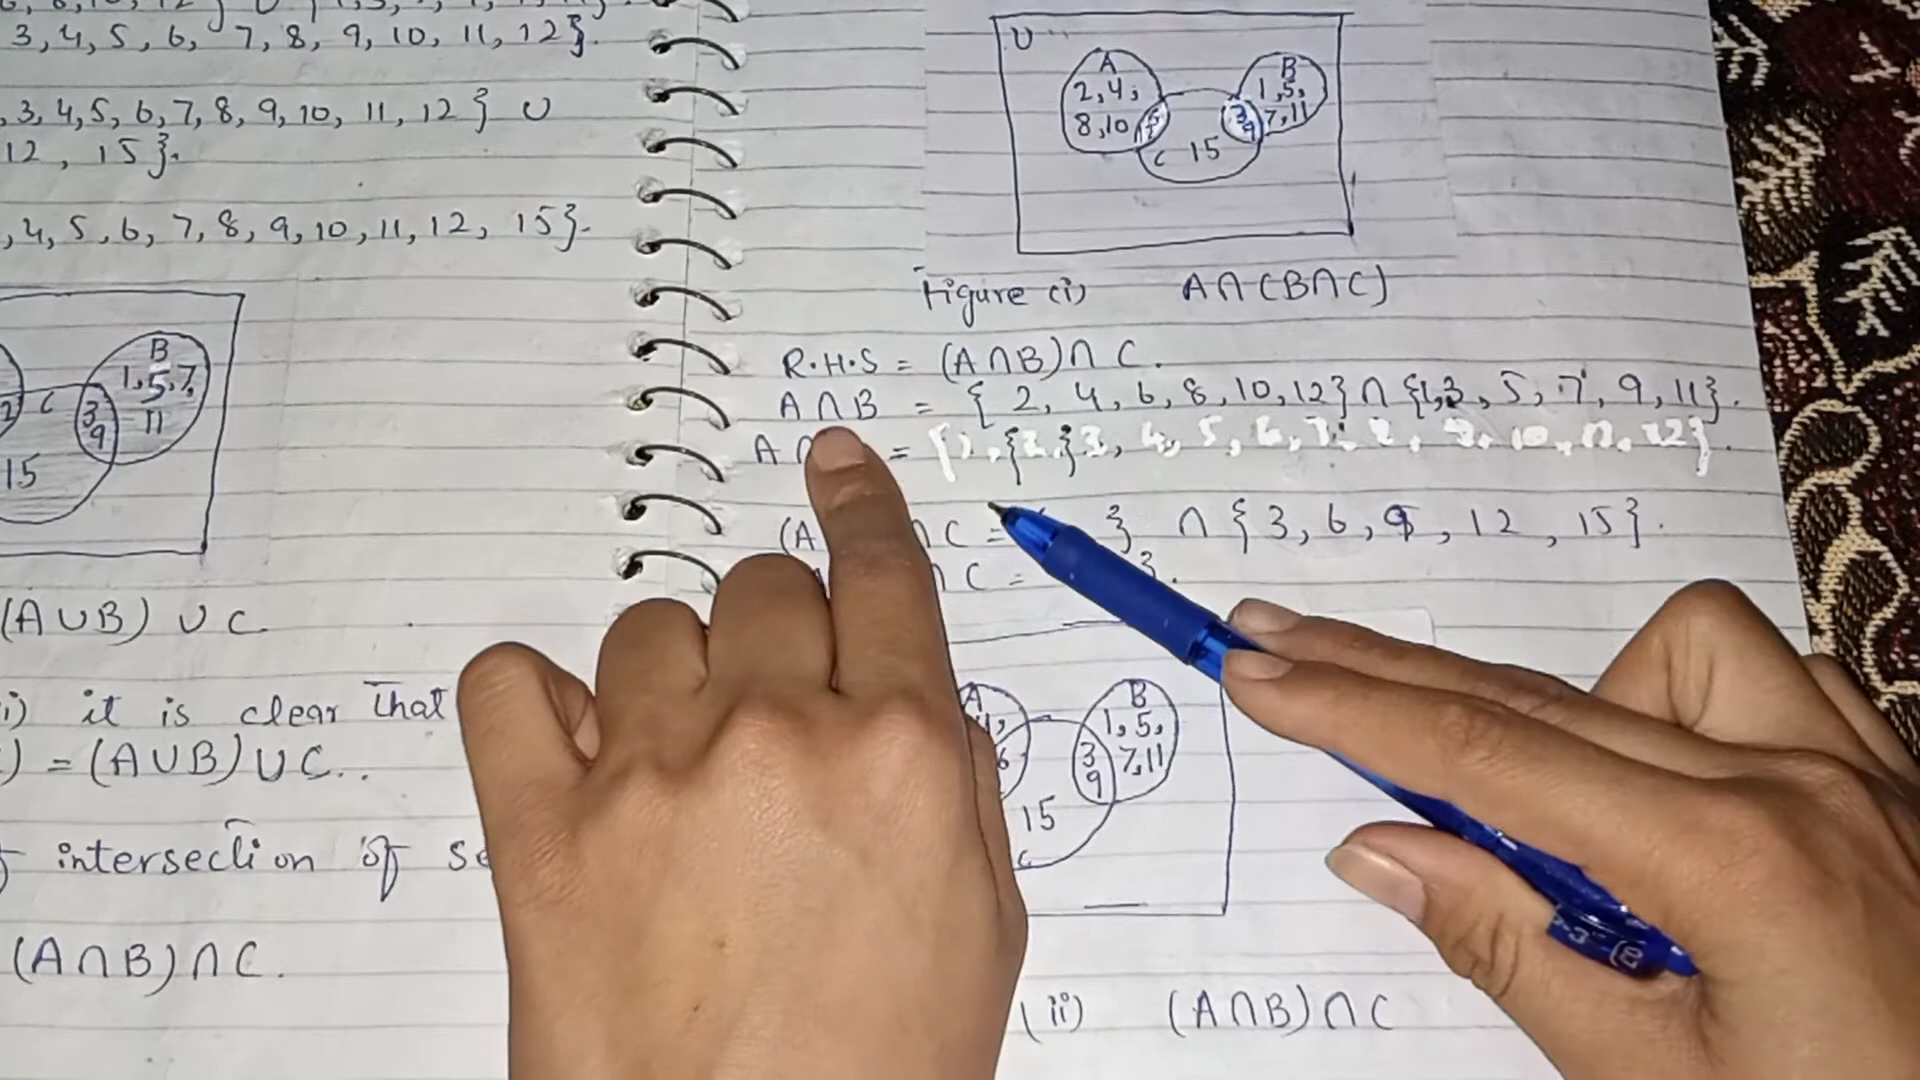 3, 4, 5, 6, 7, 8, 9, 10, 11, 12}.
, 3, 4, 5, 6, 7, 8, 9, 10, 11, 12 } ∪
12 , 15 }.
, 4, 5, 6, 7, 8, 9, 10, 11, 12, 15}.
B
1, 5, 7,
11
C
3
9
15
(A∪B) ∪ C.
i) it is clear that
) = (A∪B)∪C..
intersection of
(A∩B)∩C.
U
A
2, 4,
8, 10
B
1, 5,
7, 11
3
9
C 15
Figure (i) A∩(B∩C)
R.H.S = (A∩B)∩ C.
A∩B = { 2, 4, 6, 8, 10, 12} ∩ {1,3, 5, 7, 9, 11}.
A ∩ =
(A ∩ C = } ∩ { 3, 6, 9, 12, 15}.
∩ C = }.
A
4,
6
B
1, 5,
7, 11
3
9
15
C
(ii) (A∩B)∩C